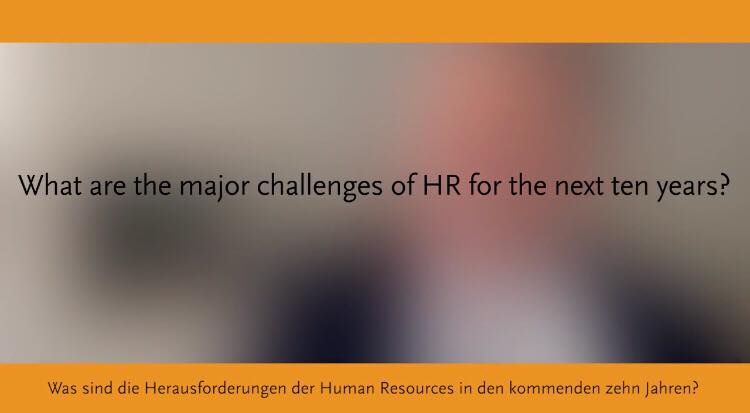 What are the major challenges of HR for the next ten years?
Was sind die Herausforderungen der Human Resources in den kommenden zehn Jahren?